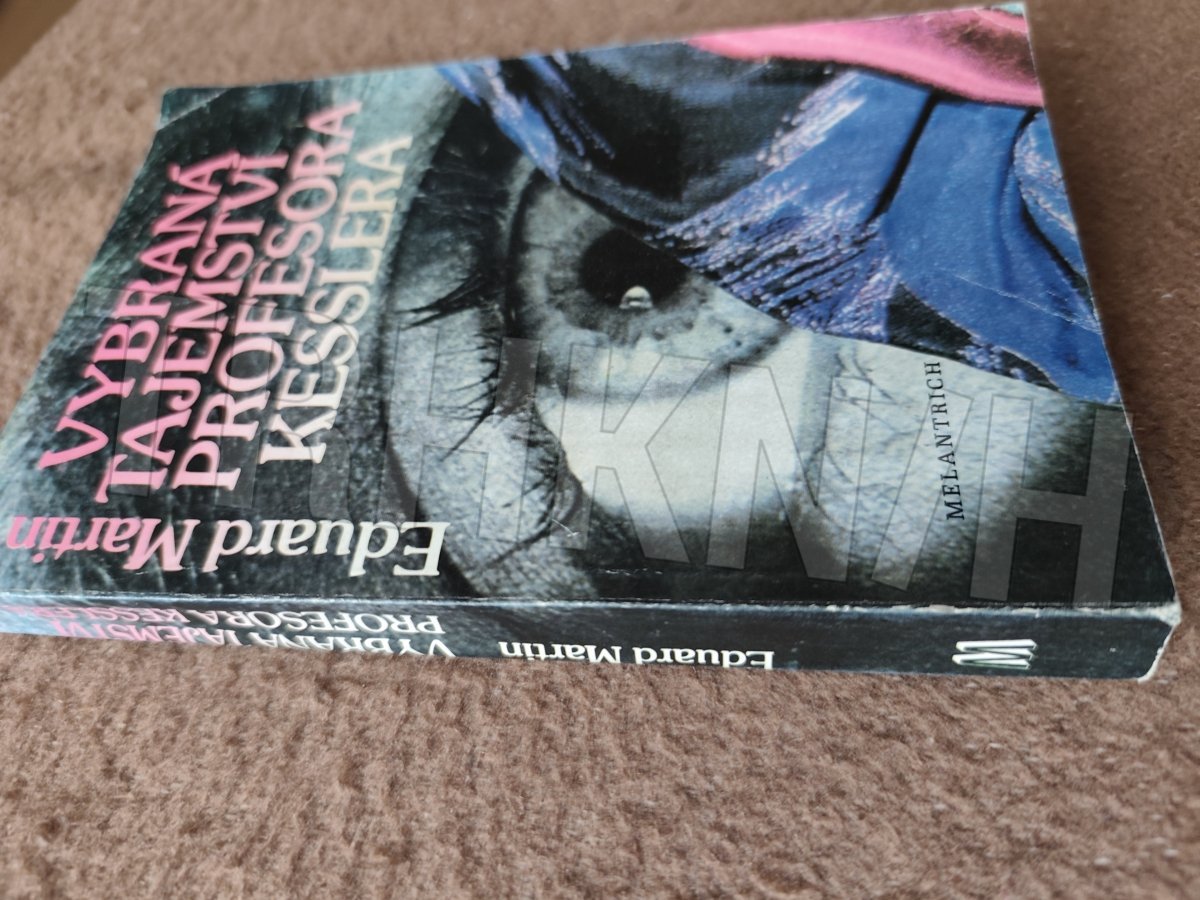 VYBRANÁ
TAJEMSTVÍ
PROFESORA
KESSLERA
Eduard Martin
MELANTRICH
Eduard Martin
VYBRANÁ TAJEMSTVÍ
PROFESORA KESSLERA
M